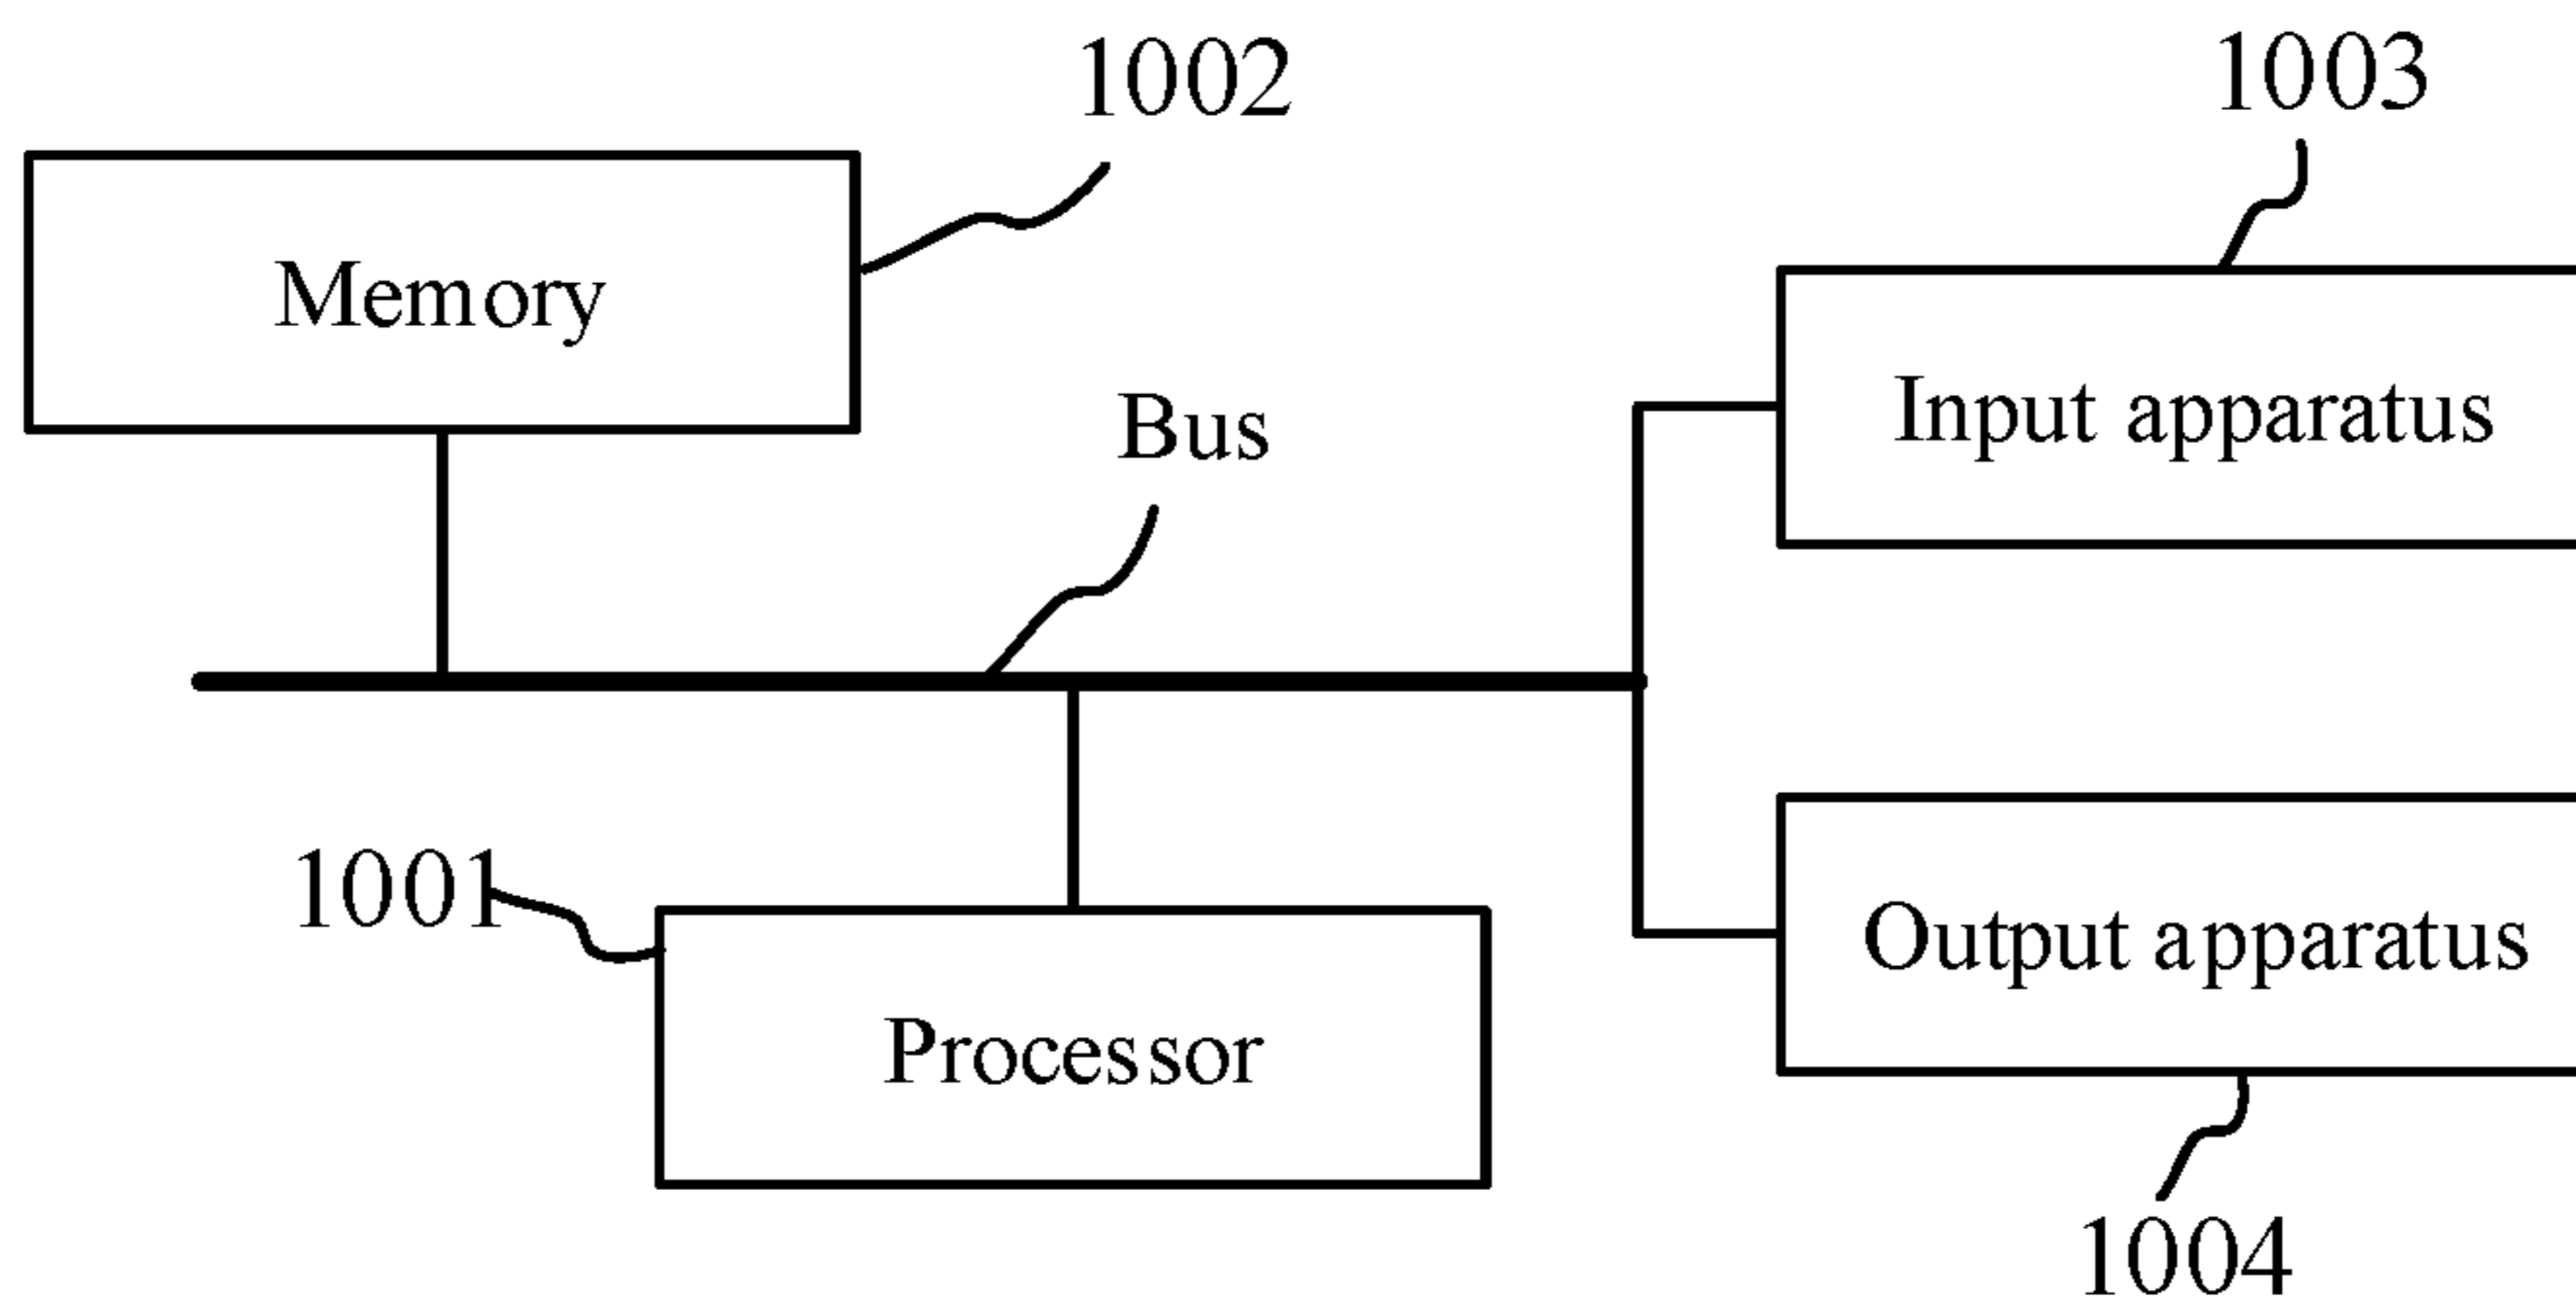 1002
1003
Memory
Input apparatus
Bus
1001
Output apparatus
Processor
1004